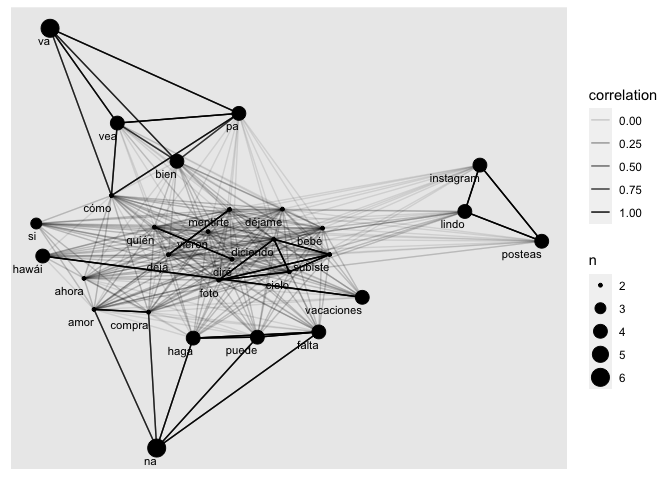 va
correlation
0.00
pa
0.25
vea
0.50
bien
instagram
0.75
1.00
cómo
mentirte
déjame
lindo
si
quién
vieron
bebé
posteas
diciendo
n
hawái
deja
diré
subiste
2
ahora
foto
cielo
3
vacaciones
amor
compra
4
haga
puede
falta
5
6
na